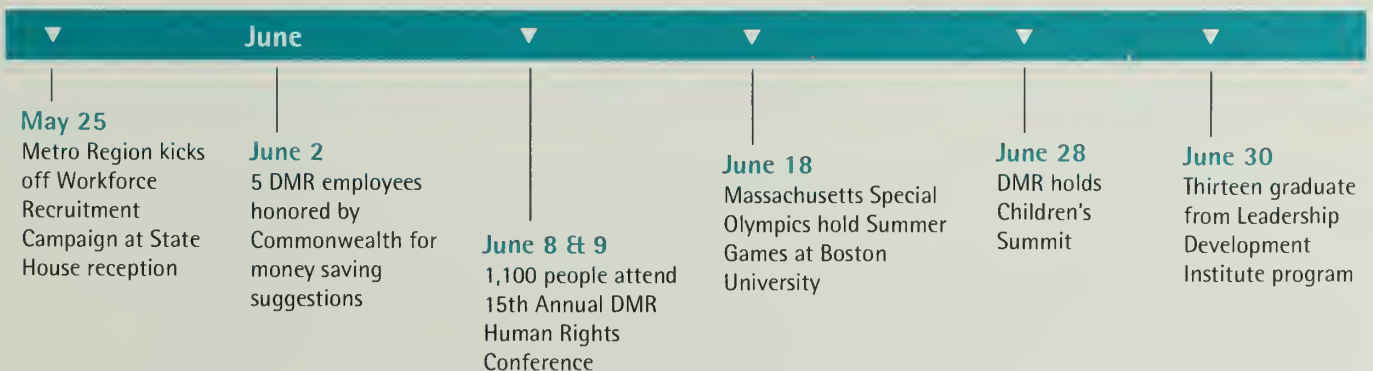 June
May 25
Metro Region kicks
off Workforce
Recruitment
Campaign at State
House reception
June 2
5 DMR employees
honored by
Commonwealth for
money saving
suggestions
June 8 & 9
1,100 people attend
15th Annual DMR
Human Rights
Conference
June 18
Massachusetts Special
Olympics hold Summer
Games at Boston
University
June 28
DMR holds
Children's
Summit
June 30
Thirteen graduate
from Leadership
Development
Institute program